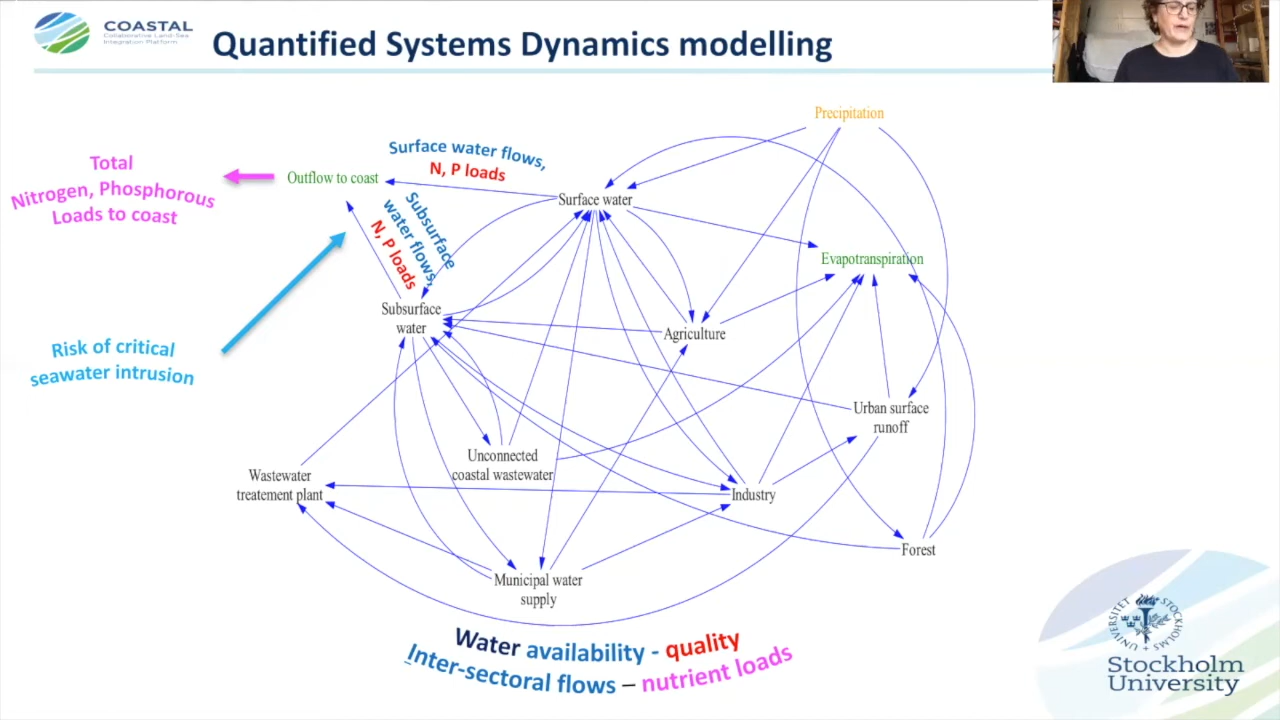 COASTAL
Collaborative Land-Sea
Integration Platform
Quantified Systems Dynamics modelling
Precipitation
Surface water flows,
N, P loads
Total
Nitrogen, Phosphorous
Loads to coast
Outflow to coast
Surface water
Subsurface
water flows,
N, P loads
Evapotranspiration
Subsurface
water
Agriculture
Risk of critical
seawater intrusion
Urban surface
runoff
Unconnected
coastal wastewater
Wastewater
treatement plant
Industry
Forest
Municipal water
supply
Water availability - quality
Inter-sectoral flows – nutrient loads
STOCKHOLMS
UNIVERSITET
Stockholm
University